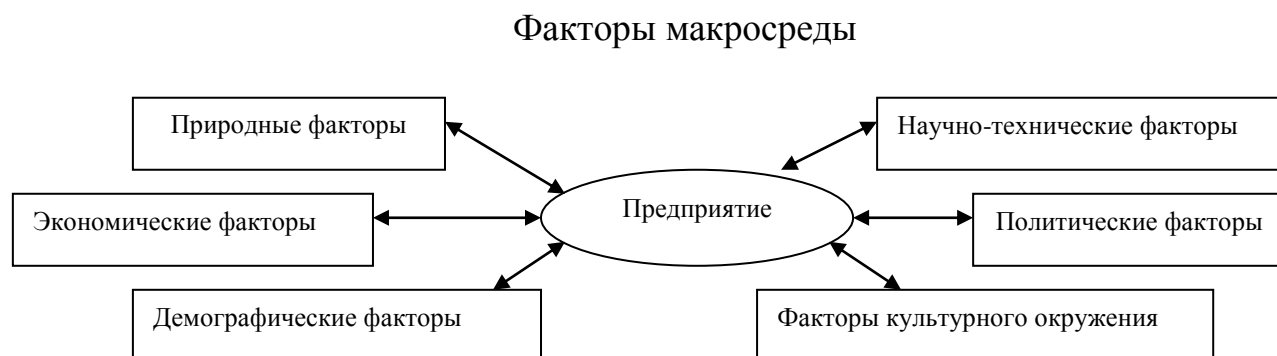 Факторы макросреды
Природные факторы
Научно-технические факторы
Экономические факторы
Предприятие
Политические факторы
Демографические факторы
Факторы культурного окружения